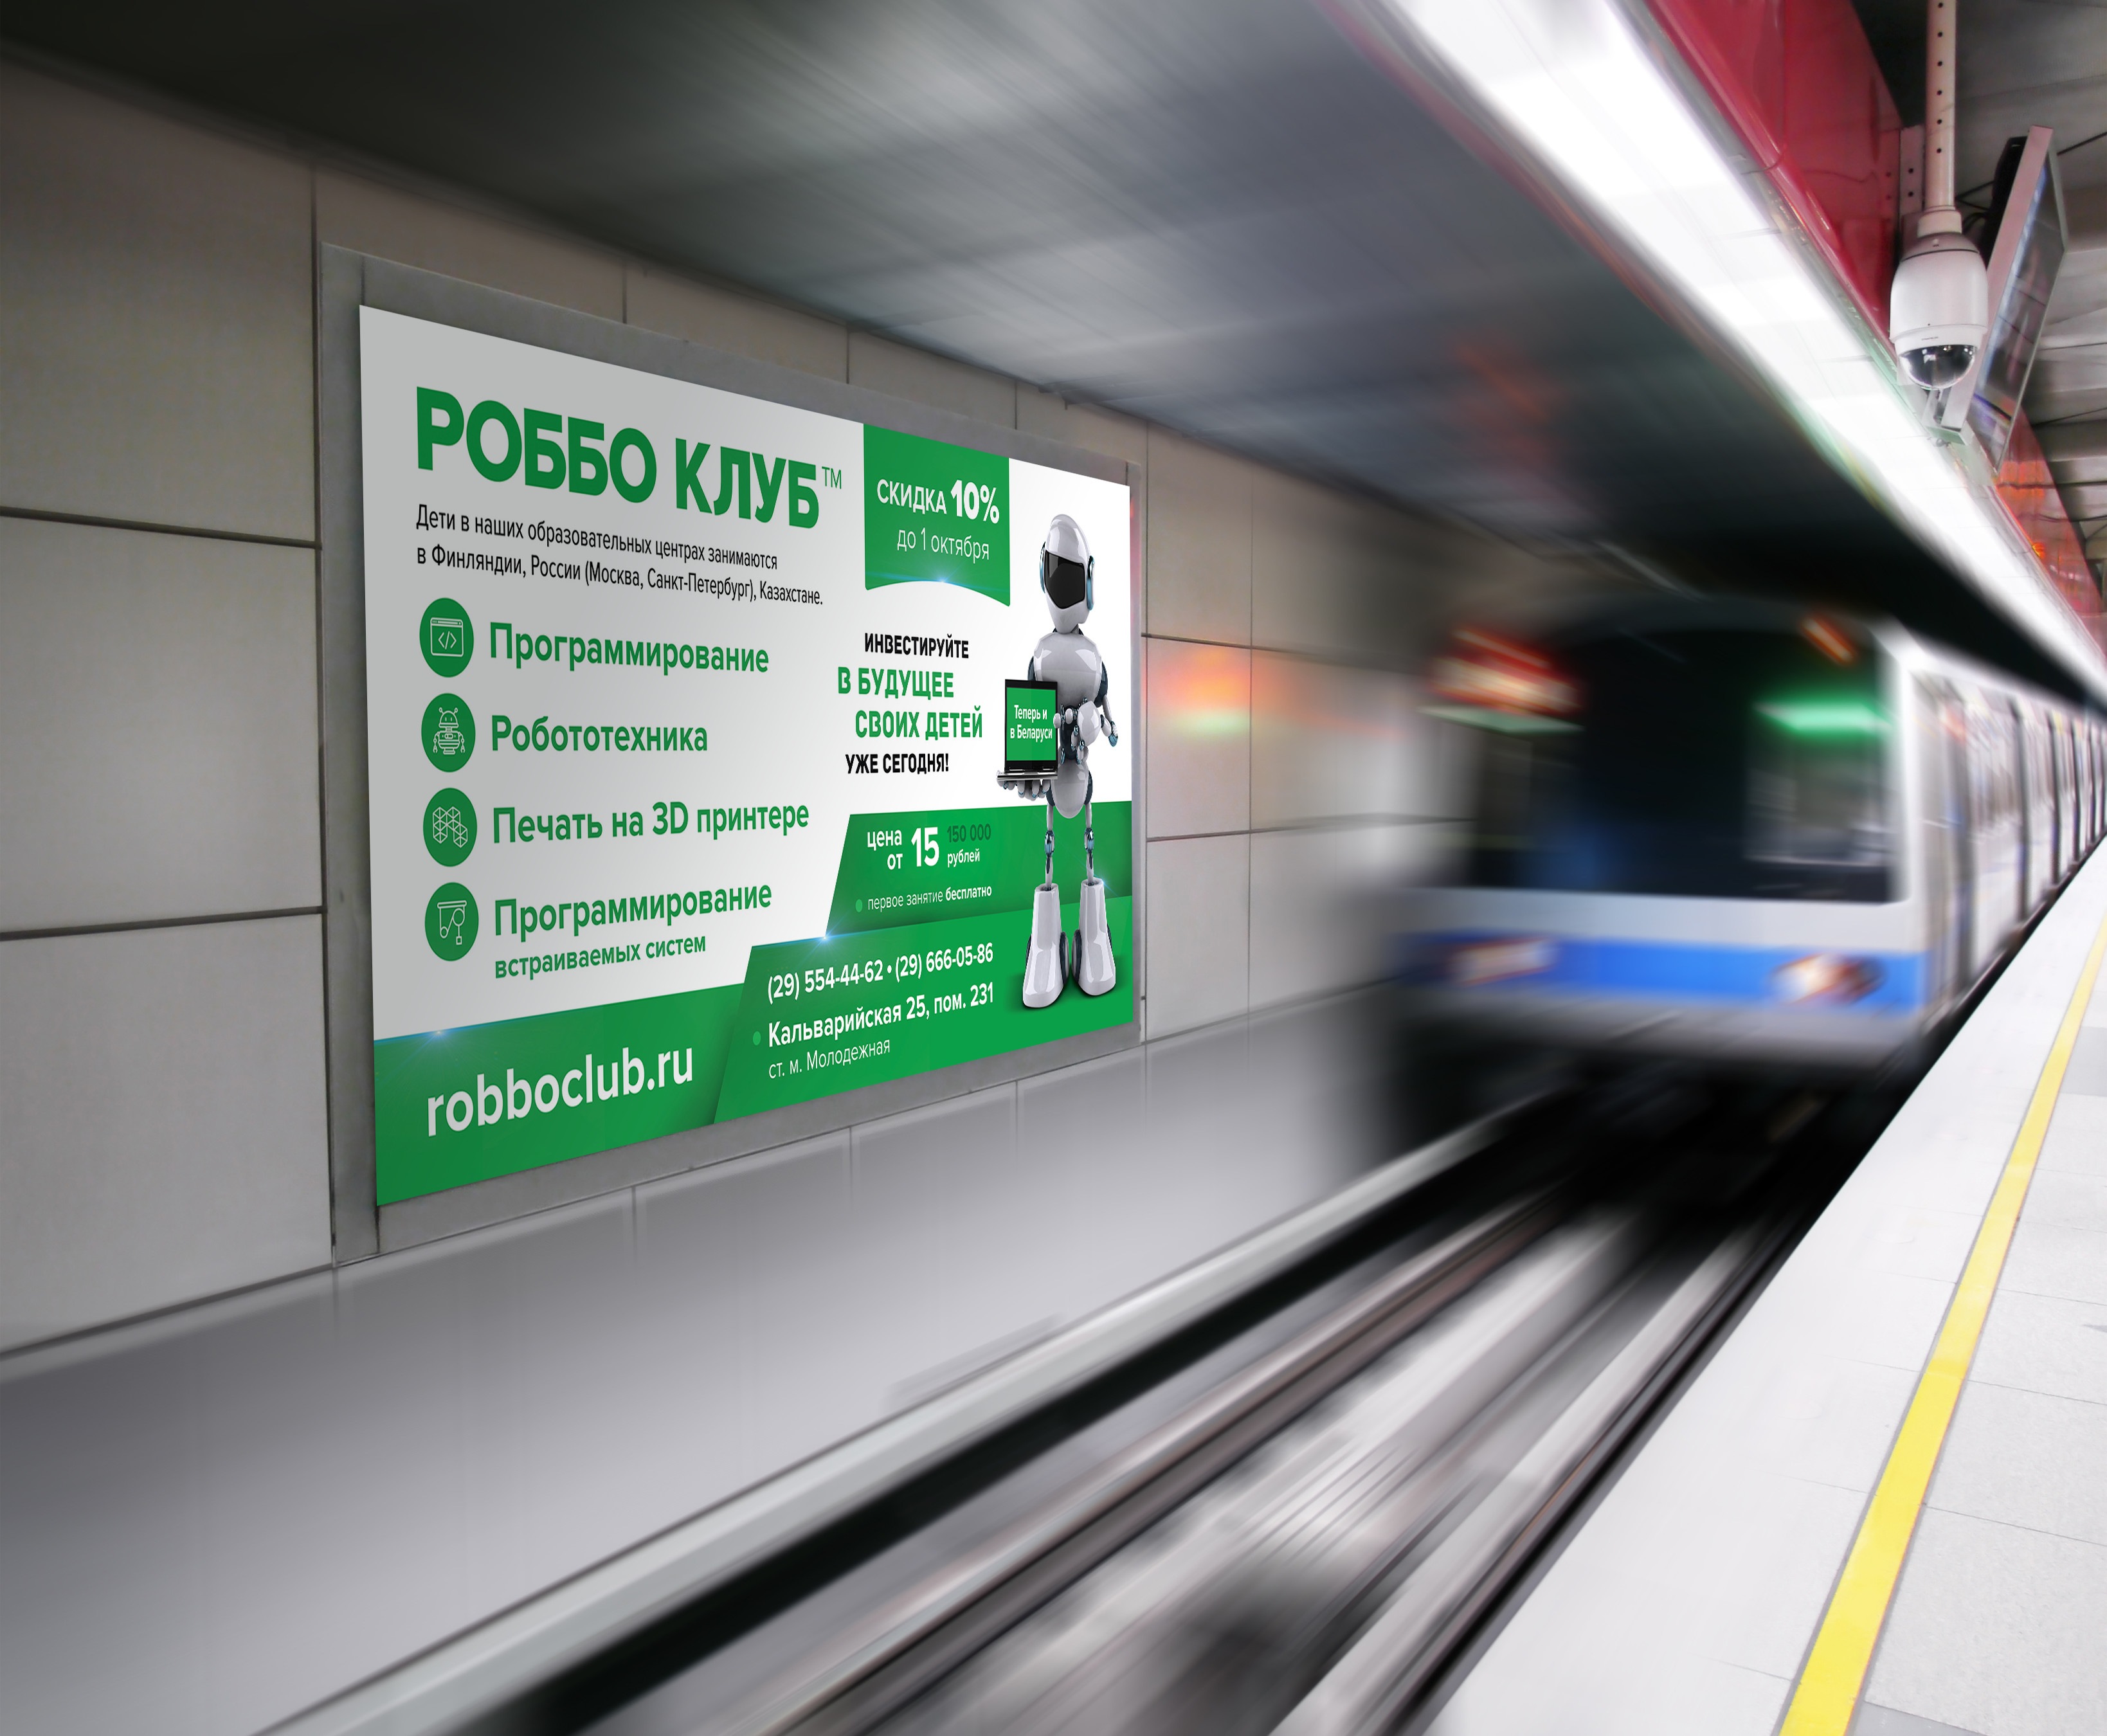 РОББО КЛУБ™
Дети в наших образовательных центрах занимаются
в Финляндии, России (Москва, Санкт-Петербург), Казахстане.
Программирование
Робототехника
Печать на 3D принтере
Программирование
встраиваемых систем
robboclub.ru
СКИДКА 10%
до 1 октября
ИНВЕСТИРУЙТЕ
В БУДУЩЕЕ
СВОИХ ДЕТЕЙ
УЖЕ СЕГОДНЯ!
Теперь и
в Беларуси
цена
от 15 150 000
рублей
первое занятие бесплатно
(29) 554-44-62 • (29) 666-05-86
Кальварийская 25, пом. 231
ст. м. Молодежная